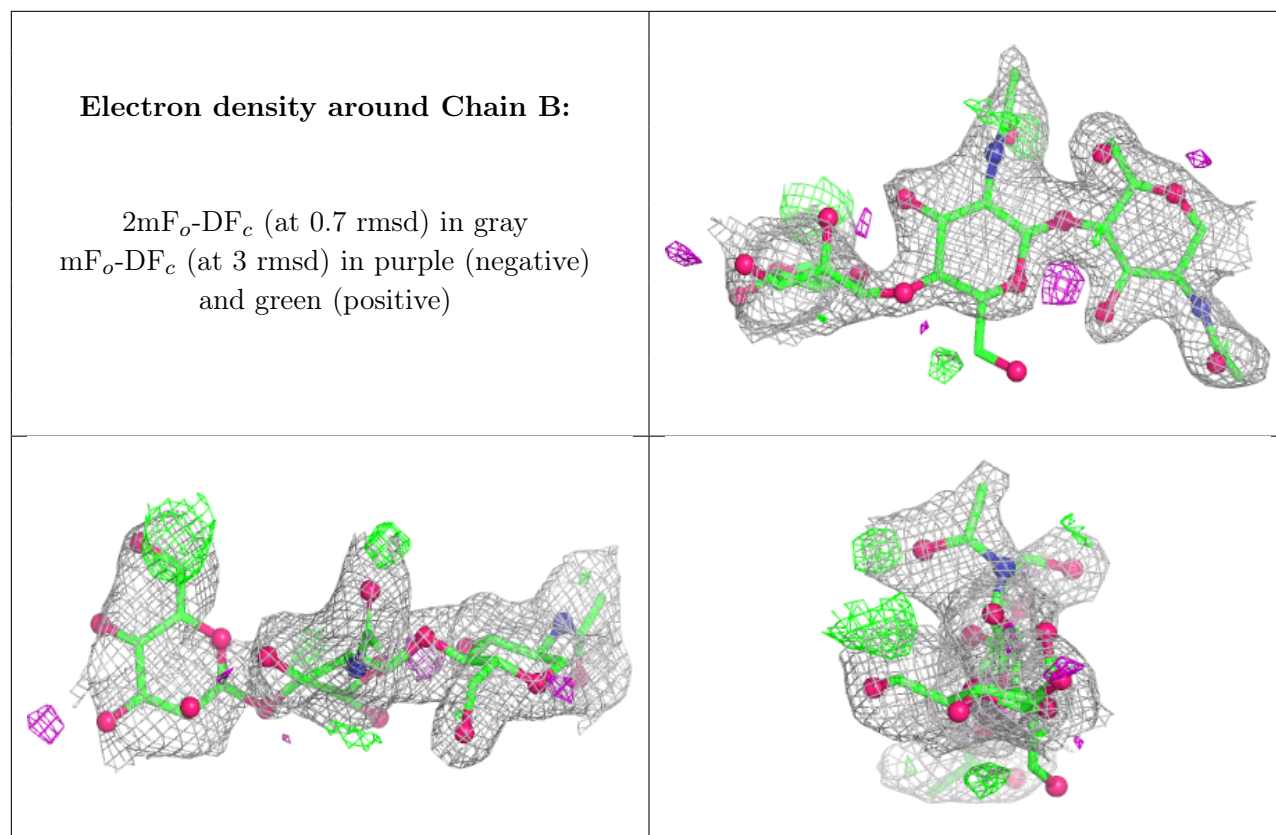 Electron density around Chain B:
2mFo-DFc (at 0.7 rmsd) in gray
mFo-DFc (at 3 rmsd) in purple (negative)
and green (positive)